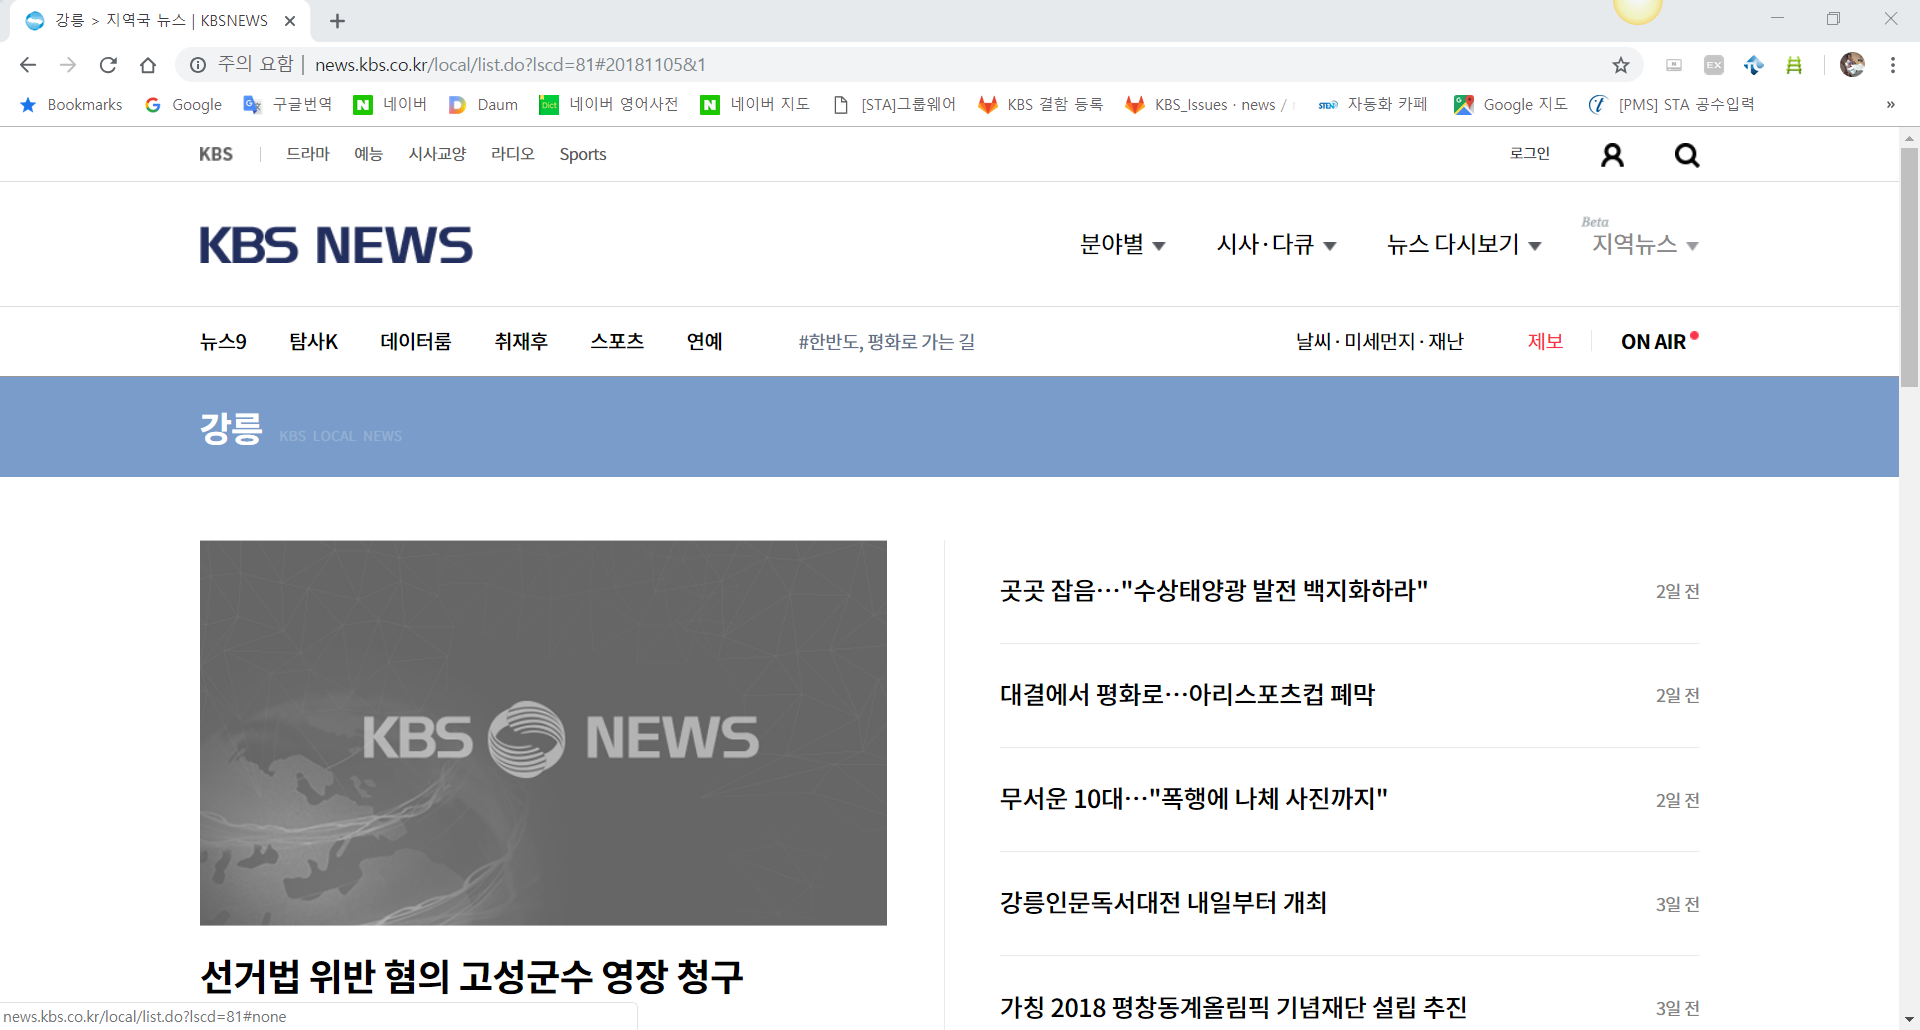 강릉 > 지역국 뉴스 | KBSNEWS
주의 요함 | news.kbs.co.kr/local/list.do?lscd=81#20181105&1
EX
Bookmarks Google 구글번역 네이버 Daum 네이버 영어사전 네이버 지도 [STA]그룹웨어 KBS 결함 등록 KBS_Issues · news / 자동화 카페 Google 지도 [PMS] STA 공수입력 »
KBS 드라마 예능 시사교양 라디오 Sports 로그인
Beta
KBS NEWS 분야별 시사·다큐 뉴스 다시보기 지역뉴스
뉴스9 탐사K 데이터룸 취재후 스포츠 연예 #한반도, 평화로 가는 길 날씨·미세먼지·재난 제보 ON AIR
강릉 KBS LOCAL NEWS
KBS NEWS
선거법 위반 혐의 고성군수 영장 청구
곳곳 잡음…"수상태양광 발전 백지화하라" 2일 전
대결에서 평화로…아리스포츠컵 폐막 2일 전
무서운 10대…"폭행에 나체 사진까지" 2일 전
강릉인문독서대전 내일부터 개최 3일 전
가칭 2018 평창동계올림픽 기념재단 설립 추진 3일 전
news.kbs.co.kr/local/list.do?lscd=81#none